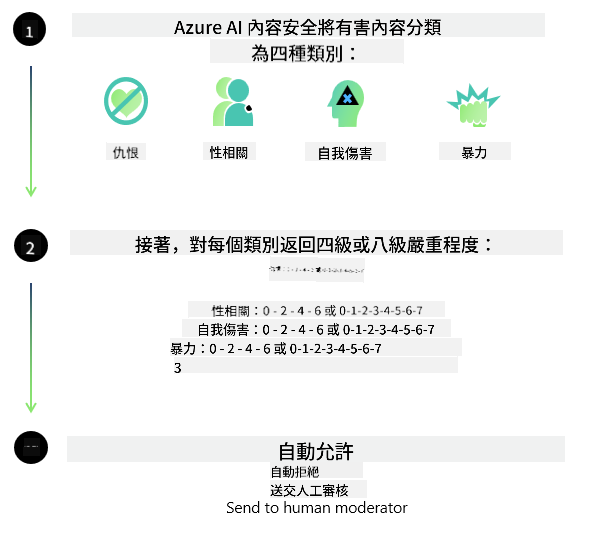 1
Azure AI 內容安全將有害內容分類
為四種類別：
仇恨
性相關
自我傷害
暴力
2
接著，對每個類別返回四級或八級嚴重程度：
性相關：0 - 2 - 4 - 6 或 0-1-2-3-4-5-6-7
自我傷害：0 - 2 - 4 - 6 或 0-1-2-3-4-5-6-7
暴力：0 - 2 - 4 - 6 或 0-1-2-3-4-5-6-7
3
自動允許
自動拒絕
送交人工審核
Send to human moderator